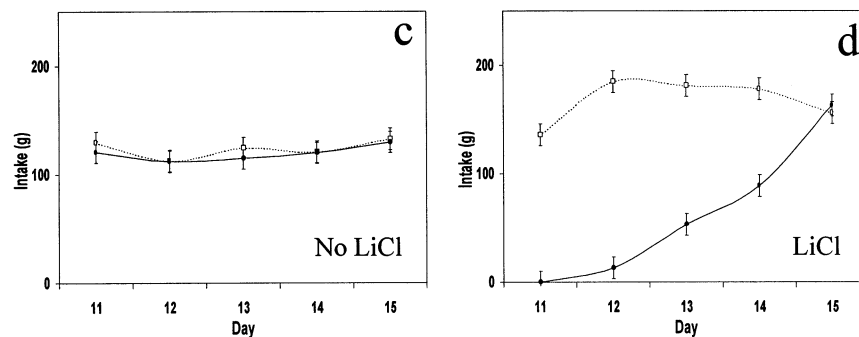 c
200
100
0
Intake (g)
No LiCl
11 12 13 14 15
Day
d
200
100
0
Intake (g)
LiCl
11 12 13 14 15
Day